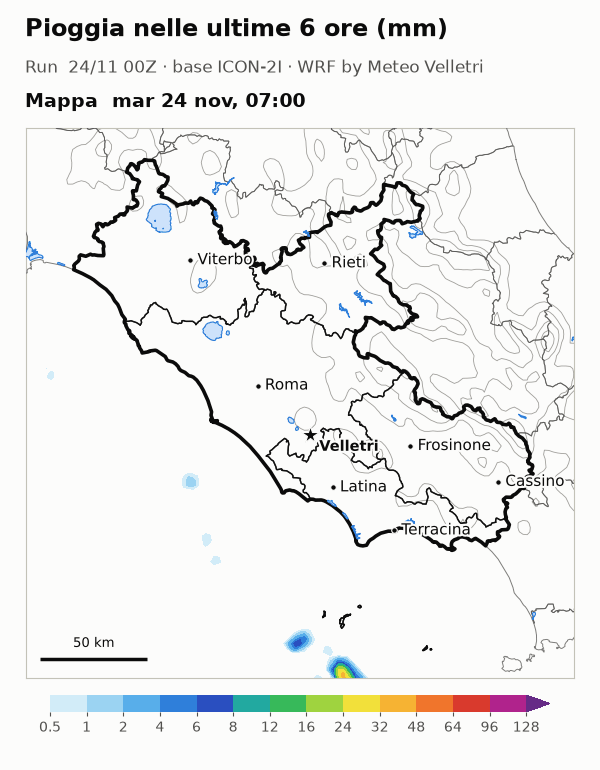 Pioggia nelle ultime 6 ore (mm)
Run 24/11 00Z · base ICON-2I · WRF by Meteo Velletri
Mappa mar 24 nov, 07:00
Viterbo
Rieti
Roma
Velletri
Frosinone
Latina
Cassino
Terracina
50 km
0.5 1 2 4 6 8 12 16 24 32 48 64 96 128